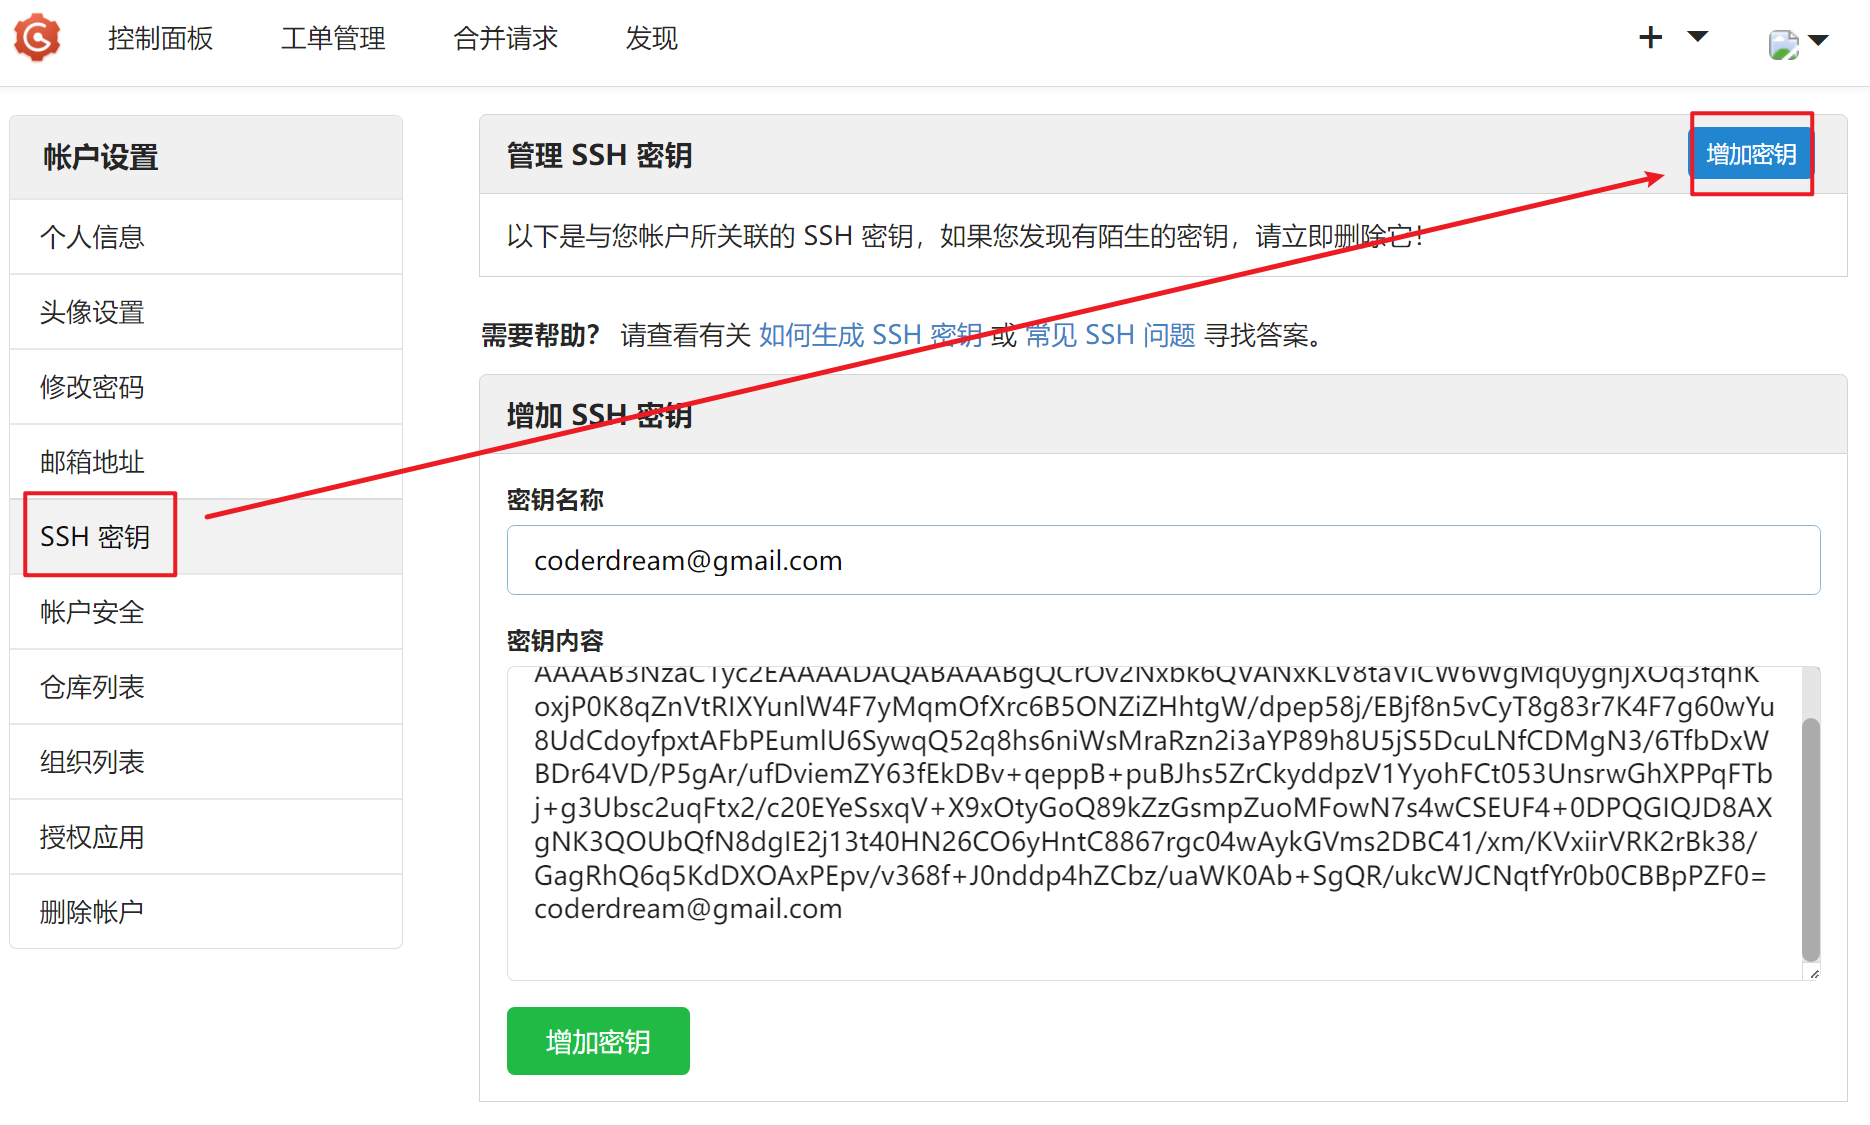 控制面板 工单管理 合并请求 发现
帐户设置
个人信息
头像设置
修改密码
邮箱地址
SSH 密钥
帐户安全
仓库列表
组织列表
授权应用
删除帐户
管理 SSH 密钥
增加密钥
以下是与您帐户所关联的 SSH 密钥，如果您发现有陌生的密钥，请立即删除它！
需要帮助？ 请查看有关 如何生成 SSH 密钥 或 常见 SSH 问题 寻找答案。
增加 SSH 密钥
密钥名称
coderdream@gmail.com
密钥内容
AAAAB3NzaC1yc2EAAAADAQABAAABgQCrOv2Nxbk6QVANxKLV8taViCW6WgMq0ygnjXOq3fqhK
oxjP0K8qZnVtRIXYunlW4F7yMqmOfXrc6B5ONZiZHhtgW/dpep58j/EBjf8n5vCyT8g83r7K4F7g60wYu
8UdCdoyfpxtAFbPEumlU6SywqQ52q8hs6niWsMraRzn2i3aYP89h8U5jS5DcuLNfCDMgN3/6TfbDxW
BDr64VD/P5gAr/ufDviemZY63fEkDBv+qeppB+puBJhs5ZrCkyddpzV1YyohFCt053UnsrwGhXPPqFTb
j+g3Ubsc2uqFtx2/c20EYeSsxqV+X9xOtyGoQ89kZzGsmpZuoMFowN7s4wCSEUF4+0DPQGIQJD8AX
gNK3QOUbQfN8dgIE2j13t40HN26CO6yHntC8867rgc04wAykGVms2DBC41/xm/KVxiirVRK2rBk38/
GagRhQ6q5KdDXOAxPEpv/v368f+J0nddp4hZCbz/uaWK0Ab+SgQR/ukcWJCNqtfYr0b0CBBpPZF0=
coderdream@gmail.com
增加密钥